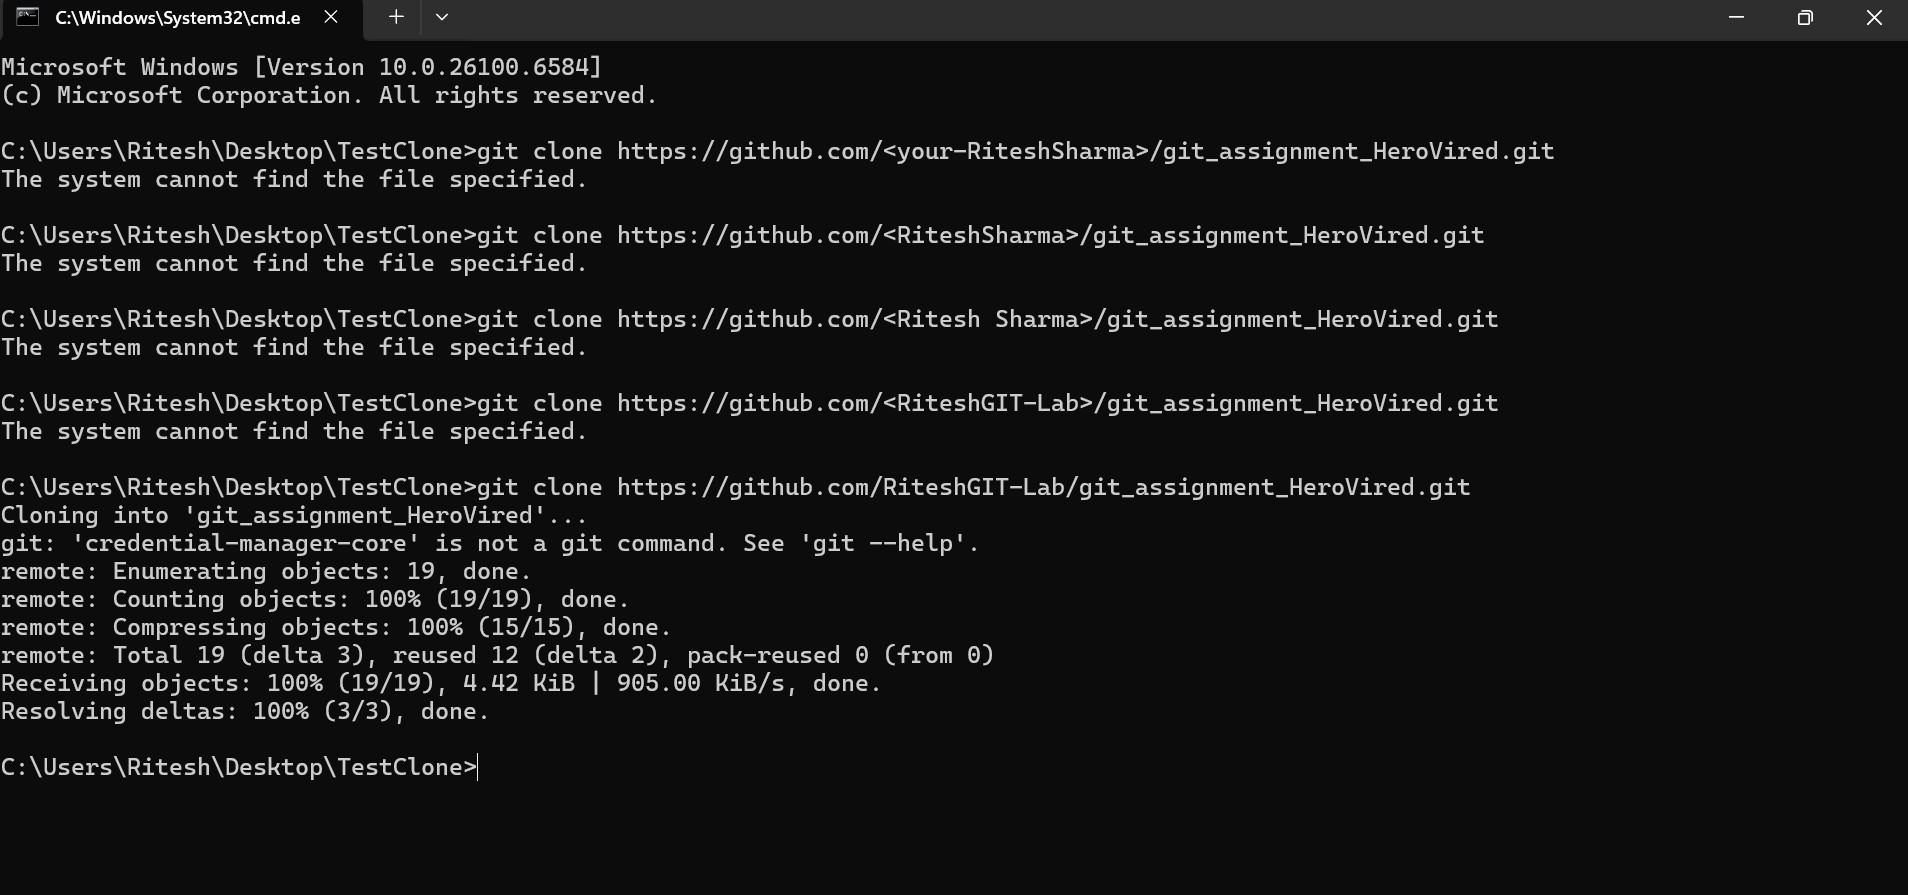 C:\Windows\System32\cmd.e
Microsoft Windows [Version 10.0.26100.6584]
(c) Microsoft Corporation. All rights reserved.
C:\Users\Ritesh\Desktop\TestClone>git clone https://github.com/<your-RiteshSharma>/git_assignment_HeroVired.git
The system cannot find the file specified.
C:\Users\Ritesh\Desktop\TestClone>git clone https://github.com/<RiteshSharma>/git_assignment_HeroVired.git
The system cannot find the file specified.
C:\Users\Ritesh\Desktop\TestClone>git clone https://github.com/<Ritesh Sharma>/git_assignment_HeroVired.git
The system cannot find the file specified.
C:\Users\Ritesh\Desktop\TestClone>git clone https://github.com/<RiteshGIT-Lab>/git_assignment_HeroVired.git
The system cannot find the file specified.
C:\Users\Ritesh\Desktop\TestClone>git clone https://github.com/RiteshGIT-Lab/git_assignment_HeroVired.git
Cloning into 'git_assignment_HeroVired'...
git: 'credential-manager-core' is not a git command. See 'git --help'.
remote: Enumerating objects: 19, done.
remote: Counting objects: 100% (19/19), done.
remote: Compressing objects: 100% (15/15), done.
remote: Total 19 (delta 3), reused 12 (delta 2), pack-reused 0 (from 0)
Receiving objects: 100% (19/19), 4.42 KiB | 905.00 KiB/s, done.
Resolving deltas: 100% (3/3), done.
C:\Users\Ritesh\Desktop\TestClone>